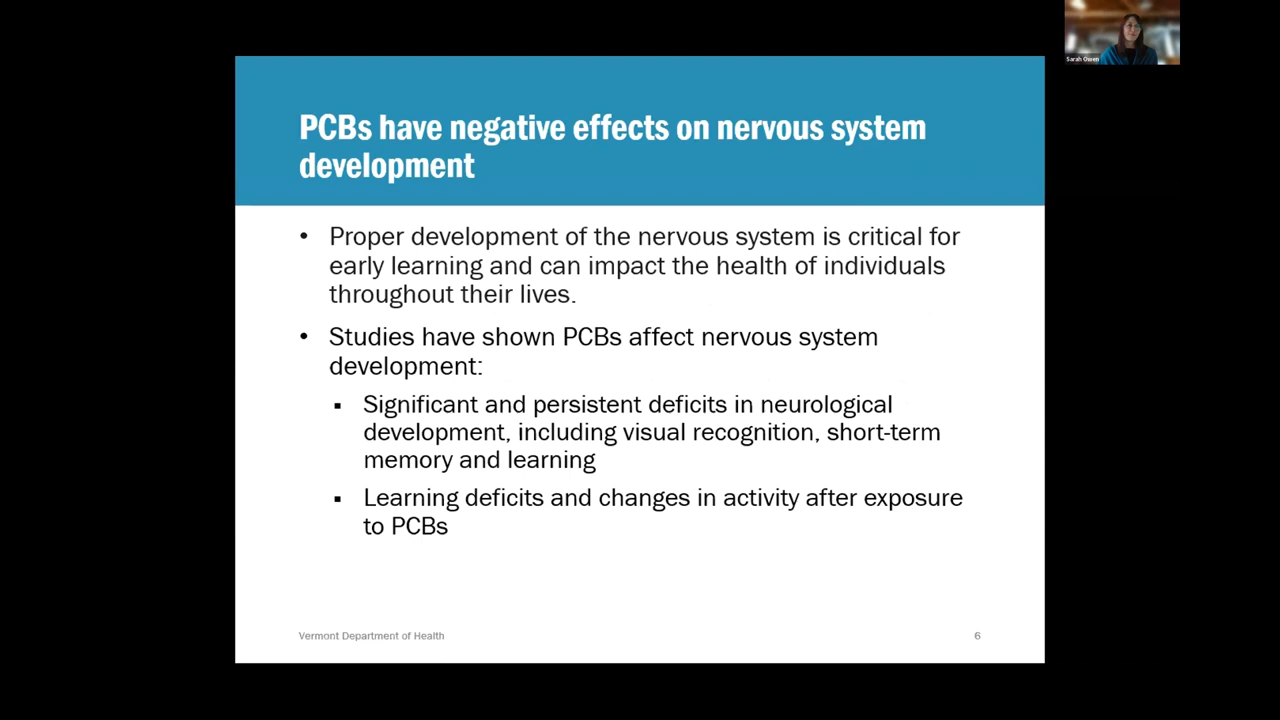 Sarah Owen
PCBs have negative effects on nervous system
development
• Proper development of the nervous system is critical for
early learning and can impact the health of individuals
throughout their lives.
• Studies have shown PCBs affect nervous system
development:
▪ Significant and persistent deficits in neurological
development, including visual recognition, short-term
memory and learning
▪ Learning deficits and changes in activity after exposure
to PCBs
Vermont Department of Health
6